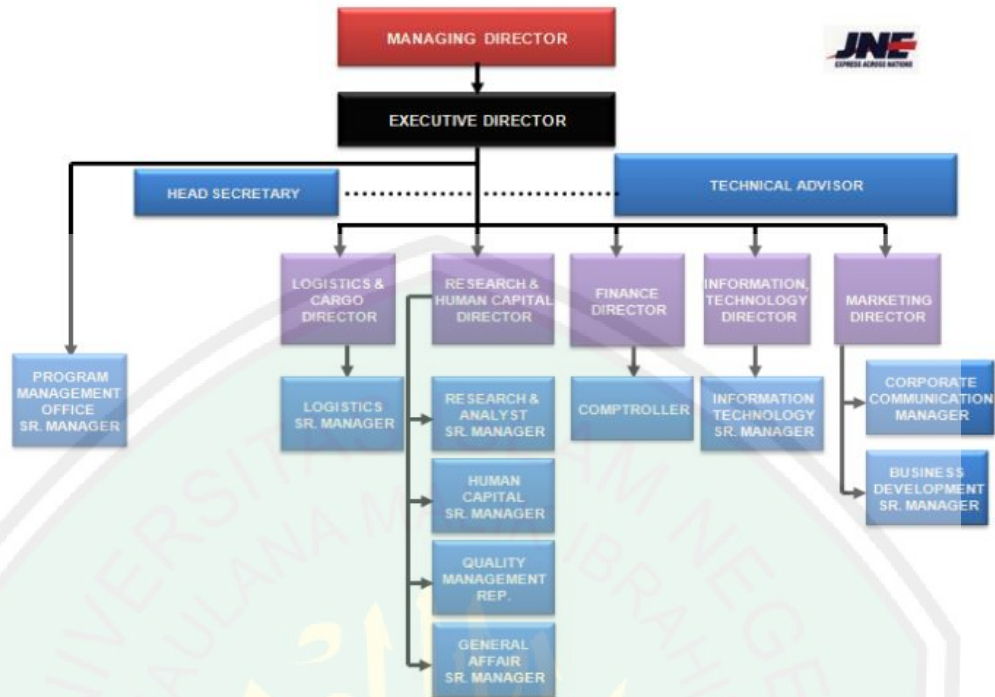 MANAGING DIRECTOR
JNE
EXPRESS ACROSS NATIONS
EXECUTIVE DIRECTOR
HEAD SECRETARY
TECHNICAL ADVISOR
LOGISTICS &
CARGO
DIRECTOR
RESEARCH &
HUMAN CAPITAL
DIRECTOR
FINANCE
DIRECTOR
INFORMATION,
TECHNOLOGY
DIRECTOR
MARKETING
DIRECTOR
PROGRAM
MANAGEMENT
OFFICE
SR. MANAGER
LOGISTICS
SR. MANAGER
RESEARCH &
ANALYST
SR. MANAGER
COMPTROLLER
INFORMATION
TECHNOLOGY
SR. MANAGER
CORPORATE
COMMUNICATION
MANAGER
HUMAN
CAPITAL
SR. MANAGER
BUSINESS
DEVELOPMENT
SR. MANAGER
QUALITY
MANAGEMENT
REP.
GENERAL
AFFAIR
SR. MANAGER